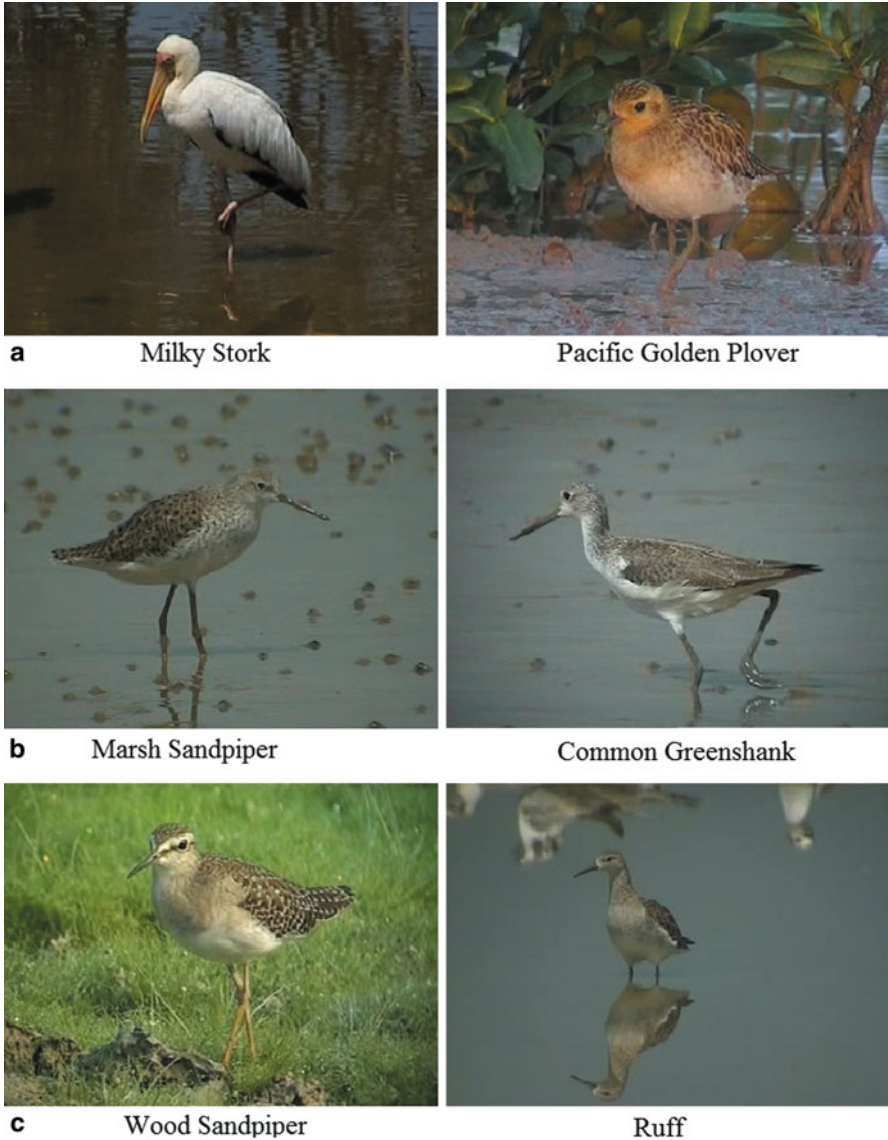 a Milky Stork Pacific Golden Plover
b Marsh Sandpiper Common Greenshank
c Wood Sandpiper Ruff